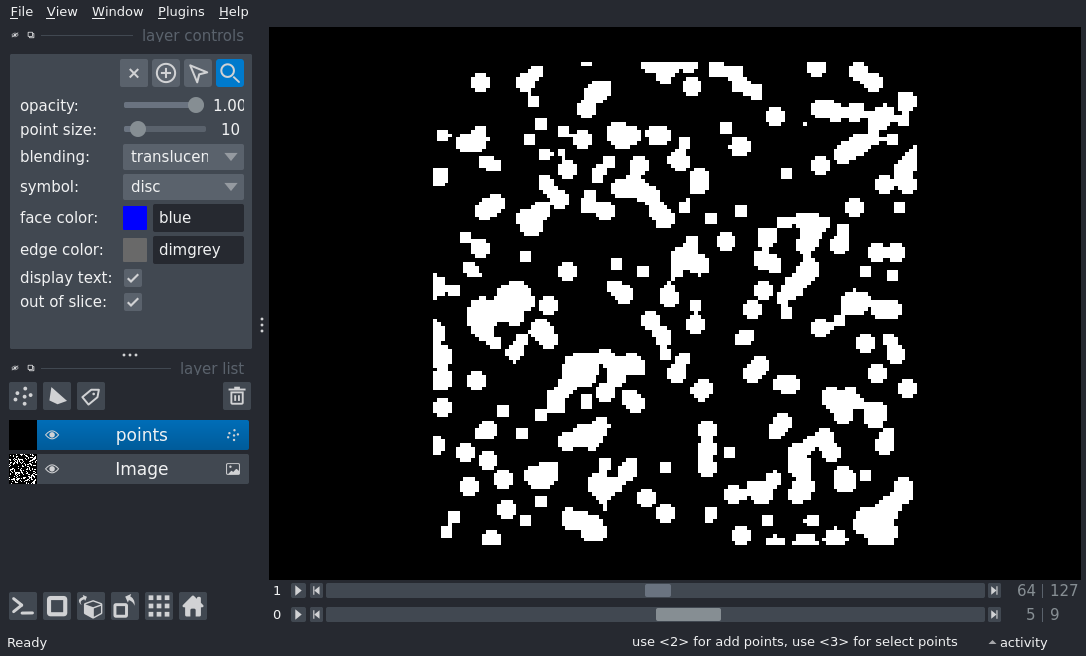 File View Window Plugins Help
layer controls
opacity: 1.00
point size: 10
blending: translucen
symbol: disc
face color: blue
edge color: dimgrey
display text:
out of slice:
layer list
points
Image
1 64 | 127
0 5 | 9
Ready use <2> for add points, use <3> for select points activity